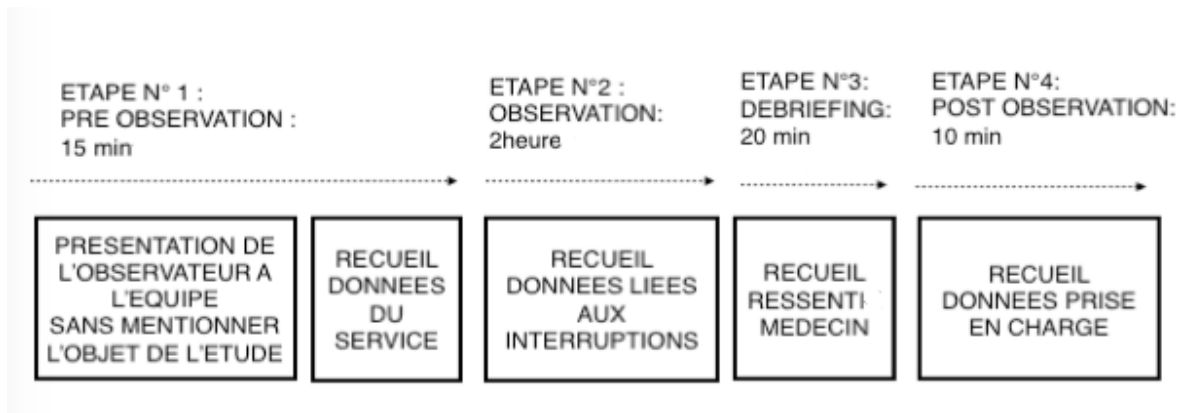 ETAPE N° 1 :
PRE OBSERVATION :
15 min
ETAPE N°2 :
OBSERVATION:
2heure
ETAPE N°3:
DEBRIEFING:
20 min
ETAPE N°4:
POST OBSERVATION:
10 min
PRESENTATION DE
L'OBSERVATEUR A
L'EQUIPE
SANS MENTIONNER
L'OBJET DE L'ETUDE
RECUEIL
DONNEES
DU
SERVICE
RECUEIL
DONNEES LIEES
AUX
INTERRUPTIONS
RECUEIL
RESSENTI
MEDECIN
RECUEIL
DONNEES PRISE
EN CHARGE